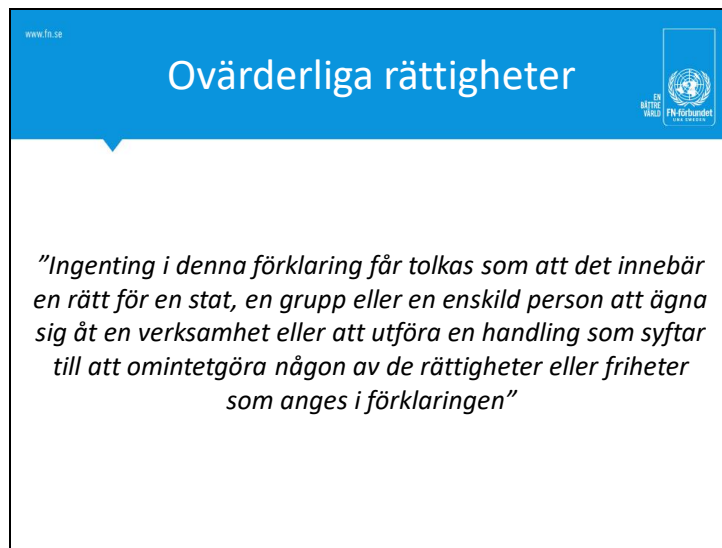 www.fn.se
Ovärderliga rättigheter
EN
BÄTTRE
VÄRLD
FN-förbundet
UNA SWEDEN
”Ingenting i denna förklaring får tolkas som att det innebär
en rätt för en stat, en grupp eller en enskild person att ägna
sig åt en verksamhet eller att utföra en handling som syftar
till att omintetgöra någon av de rättigheter eller friheter
som anges i förklaringen”